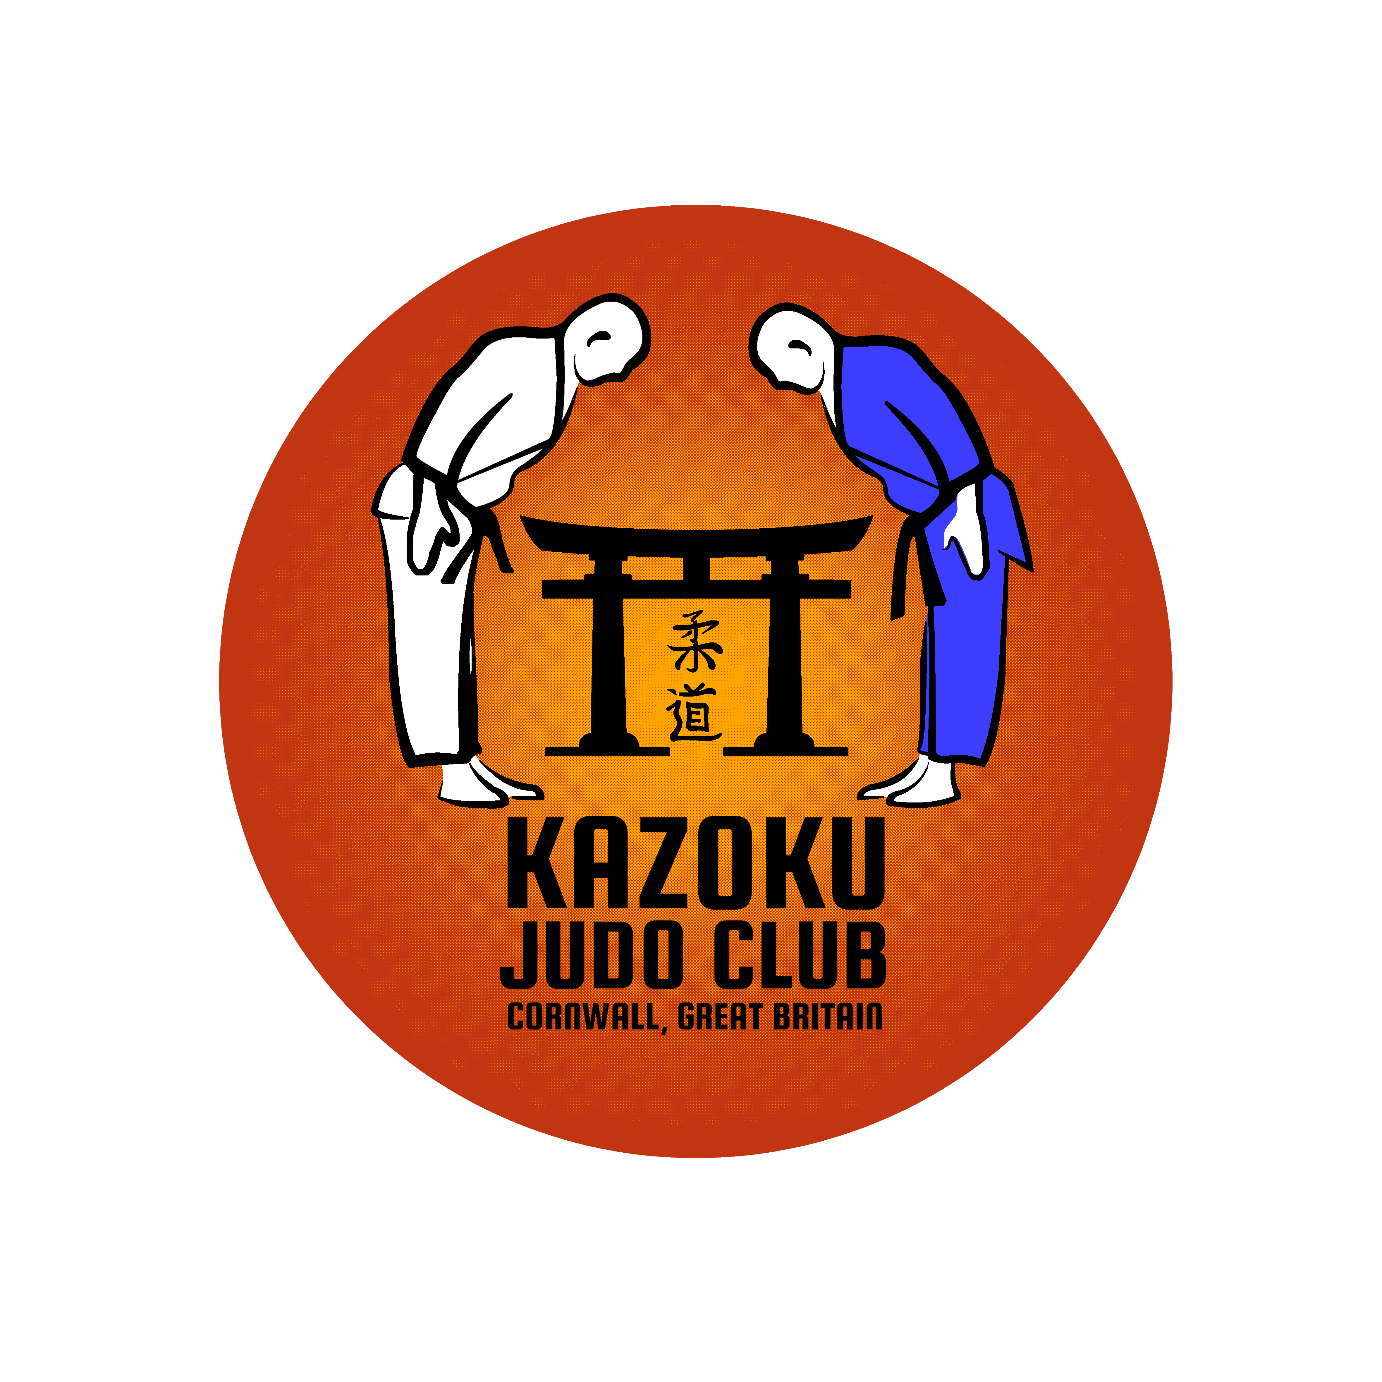 柔
道
KAZOKU
JUDO CLUB
CORNWALL, GREAT BRITAIN